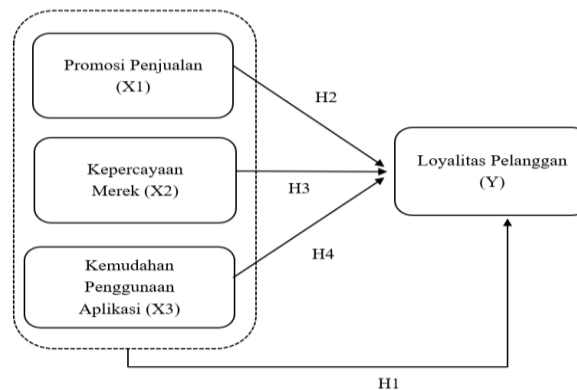 Promosi Penjualan
(X1)
H2
Kepercayaan
Merek (X2)
H3
Loyalitas Pelanggan
(Y)
H4
Kemudahan
Penggunaan
Aplikasi (X3)
H1